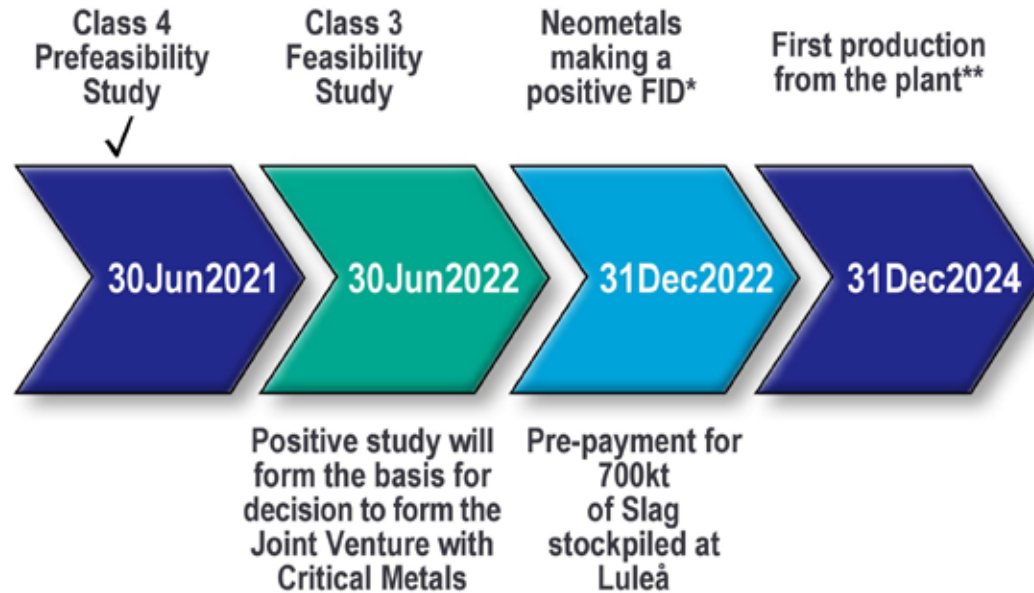 Class 4
Prefeasibility
Study
✓
Class 3
Feasibility
Study
Neometals
making a
positive FID*
First production
from the plant**
30Jun2021
30Jun2022
31Dec2022
31Dec2024
Positive study will
form the basis for
decision to form the
Joint Venture with
Critical Metals
Pre-payment for
700kt
of Slag
stockpiled at
Luleå